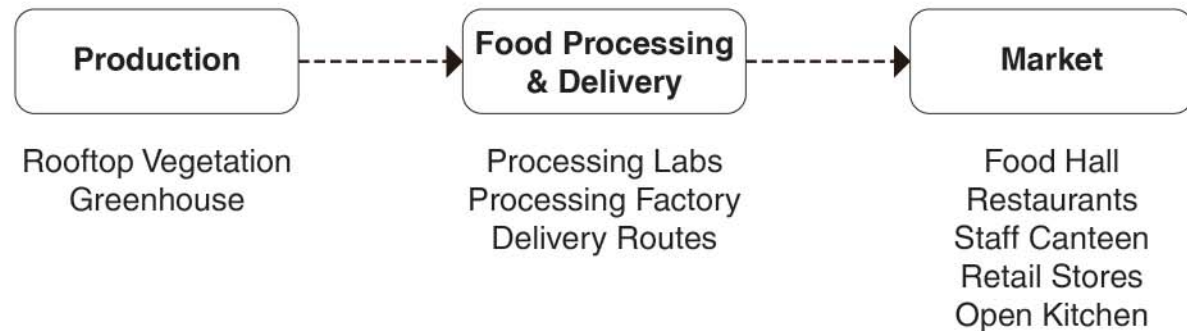 Production
Rooftop Vegetation
Greenhouse
Food Processing
& Delivery
Processing Labs
Processing Factory
Delivery Routes
Market
Food Hall
Restaurants
Staff Canteen
Retail Stores
Open Kitchen